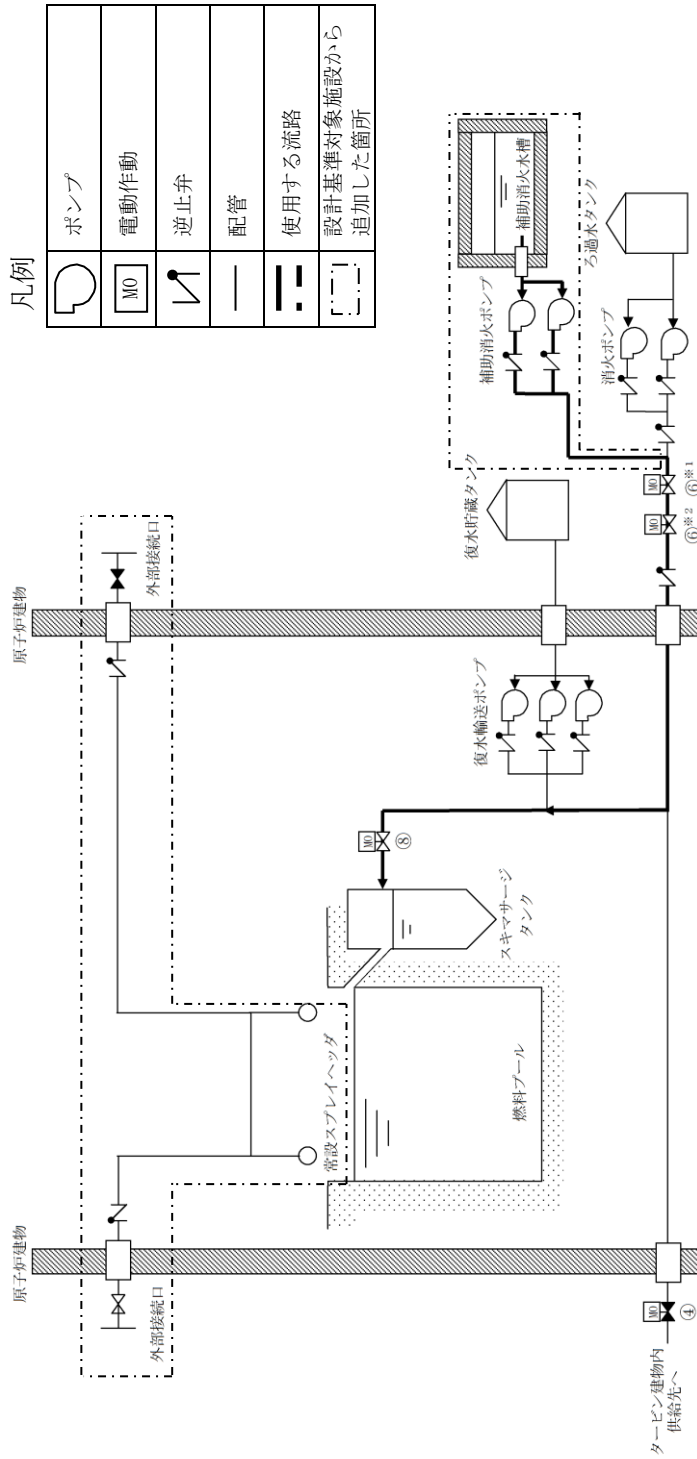 凡例
ポンプ
MO
電動作動
逆止弁
配管
使用する流路
設計基準対象施設から
追加した箇所
原子炉建物
原子炉建物
外部接続口
外部接続口
常設スプレイヘッダ
燃料プール
スキマサージ
タンク
MO
⑧
復水輸送ポンプ
復水貯蔵タンク
補助消火ポンプ
補助消火水槽
消火ポンプ
ろ過水タンク
MO
⑥※1
MO
⑥※2
MO
④
タービン建物内
供給先へ